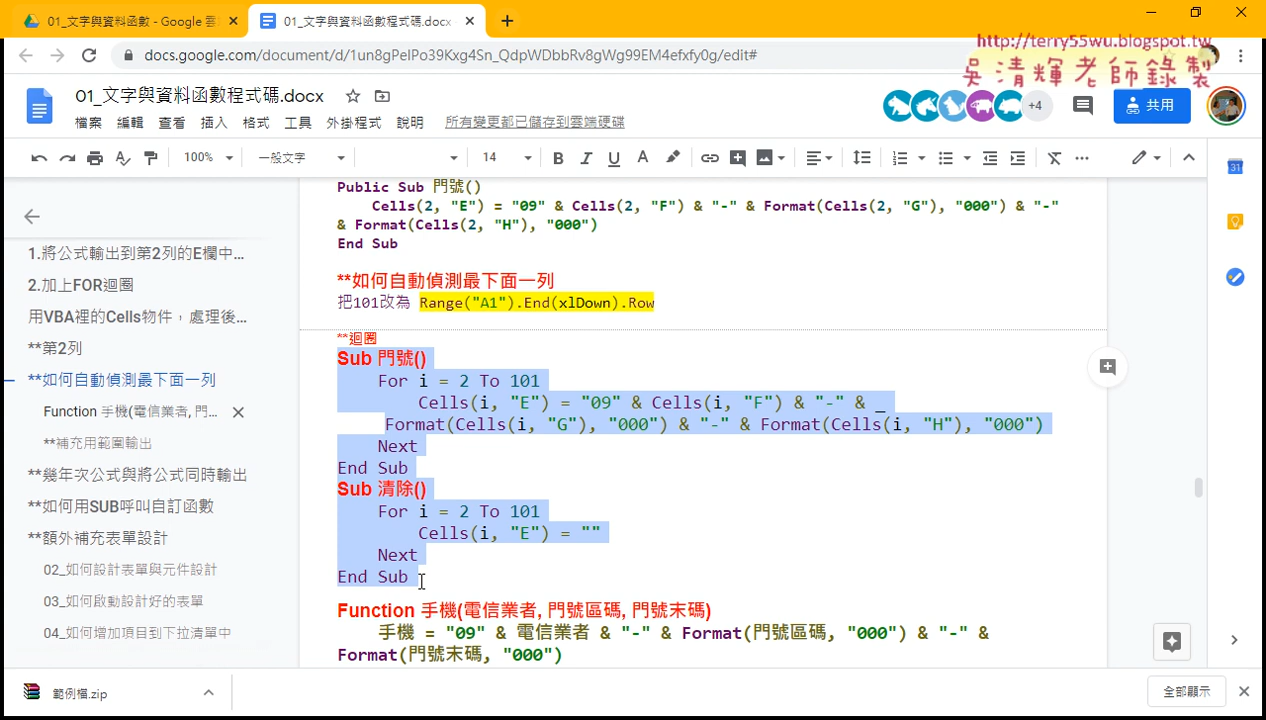 01_文字與資料函數 - Google 雲
01_文字與資料函數程式碼.docx
docs.google.com/document/d/1un8gPelPo39Kxg4Sn_QdpWDbbRv8gWg99EM4efxfy0g/edit#
http://terry55wu.blogspot.tw
吳清輝老師錄製
01_文字與資料函數程式碼.docx
+4
共用
檔案 編輯 查看 插入 格式 工具 外掛程式 說明 所有變更都已儲存到雲端硬碟
100% 一般文字 14 B I U A
31
1.將公式輸出到第2列的E欄中...
2.加上FOR迴圈
用VBA裡的Cells物件，處理後...
**第2列
**如何自動偵測最下面一列
Function 手機(電信業者, 門...
**補充用範圍輸出
**幾年次公式與將公式同時輸出
**如何用SUB呼叫自訂函數
**額外補充表單設計
02_如何設計表單與元件設計
03_如何啟動設計好的表單
04_如何增加項目到下拉清單中
Public Sub 門號()
Cells(2, "E") = "09" & Cells(2, "F") & "-" & Format(Cells(2, "G"), "000") & "-"
& Format(Cells(2, "H"), "000")
End Sub
**如何自動偵測最下面一列
把101改為 Range("A1").End(xlDown).Row
**迴圈
Sub 門號()
For i = 2 To 101
Cells(i, "E") = "09" & Cells(i, "F") & "-" & _
Format(Cells(i, "G"), "000") & "-" & Format(Cells(i, "H"), "000")
Next
End Sub
Sub 清除()
For i = 2 To 101
Cells(i, "E") = ""
Next
End Sub
Function 手機(電信業者, 門號區碼, 門號末碼)
手機 = "09" & 電信業者 & "-" & Format(門號區碼, "000") & "-" &
Format(門號末碼, "000")
範例檔.zip
全部顯示